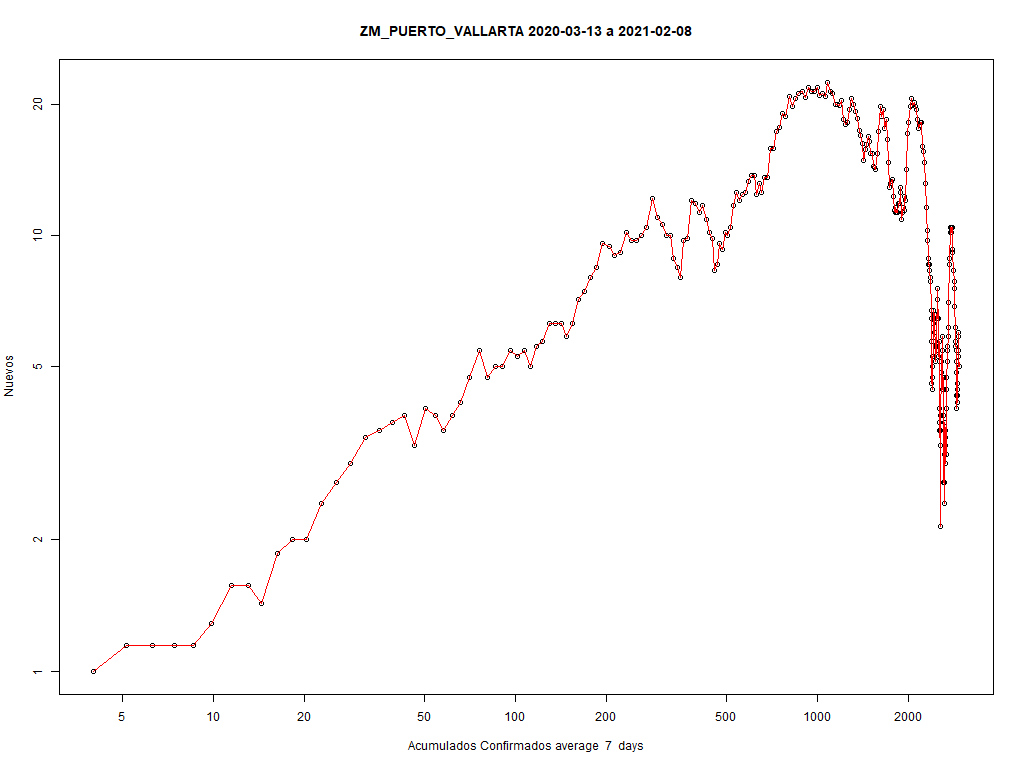 ZM_PUERTO_VALLARTA 2020-03-13 a 2021-02-08
20
10
5
2
1
Nuevos
5 10 20 50 100 200 500 1000 2000
Acumulados Confirmados average 7 days